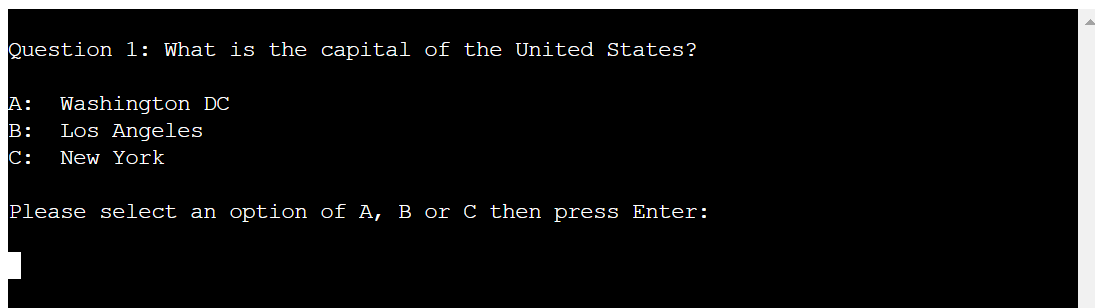 Question 1: What is the capital of the United States?
A:  Washington DC
B:  Los Angeles
C:  New York
Please select an option of A, B or C then press Enter: